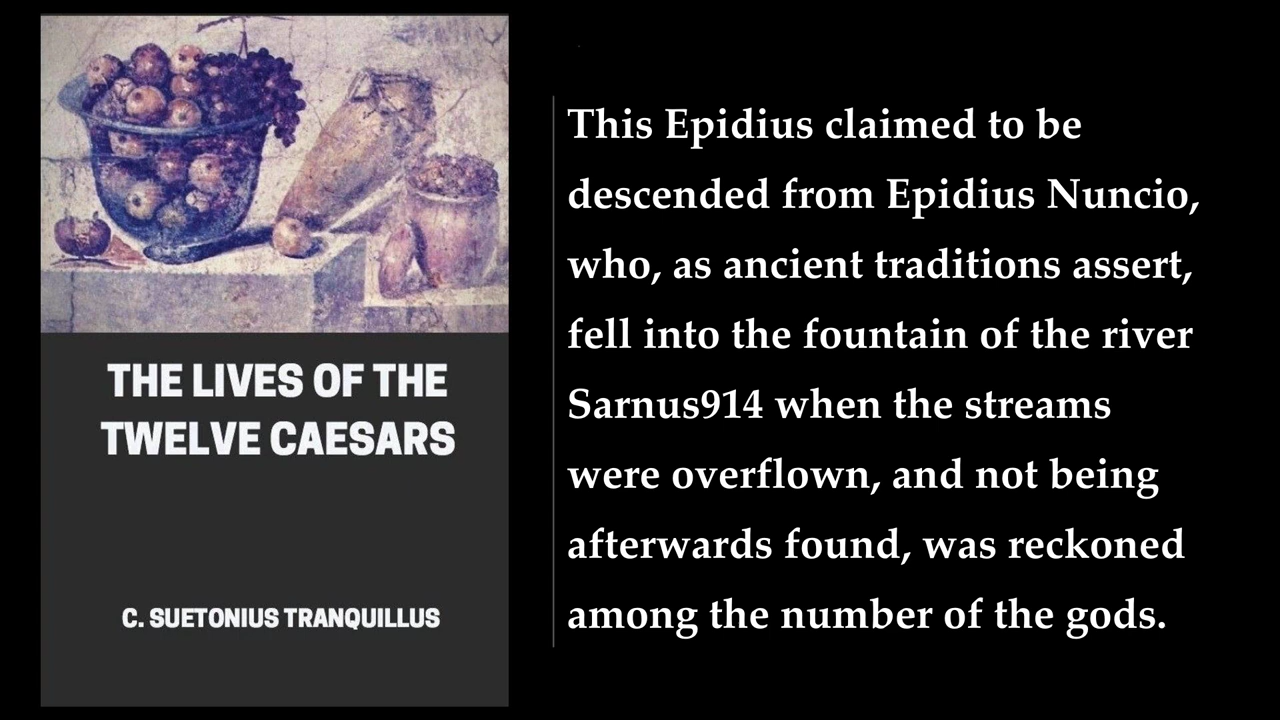 THE LIVES OF THE
TWELVE CAESARS
C. SUETONIUS TRANQUILLUS
This Epidius claimed to be
descended from Epidius Nuncio,
who, as ancient traditions assert,
fell into the fountain of the river
Sarnus914 when the streams
were overflown, and not being
afterwards found, was reckoned
among the number of the gods.